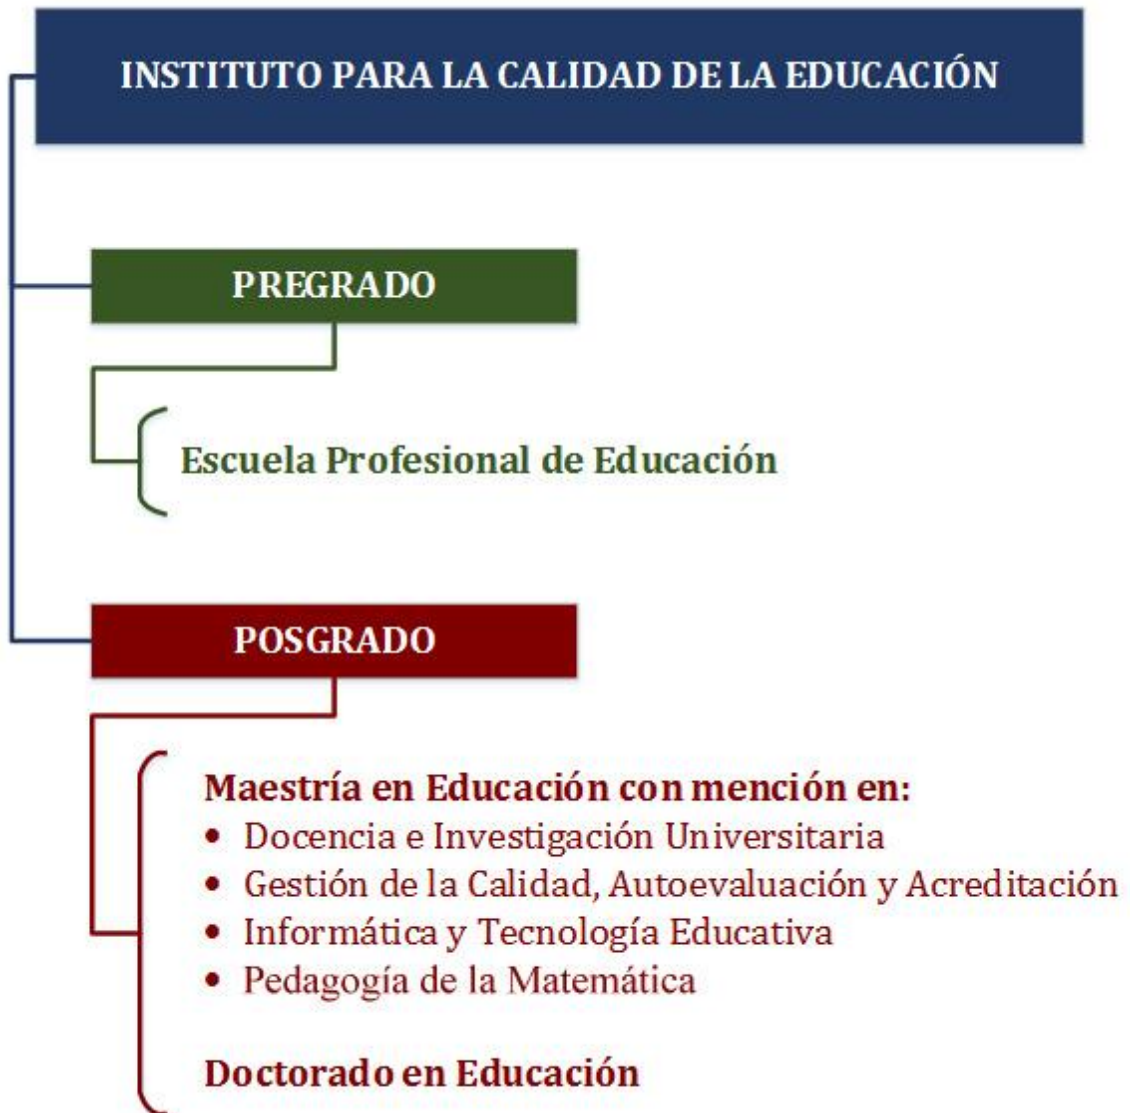 INSTITUTO PARA LA CALIDAD DE LA EDUCACIÓN
PREGRADO
Escuela Profesional de Educación
POSGRADO
Maestría en Educación con mención en:
• Docencia e Investigación Universitaria
• Gestión de la Calidad, Autoevaluación y Acreditación
• Informática y Tecnología Educativa
• Pedagogía de la Matemática
Doctorado en Educación